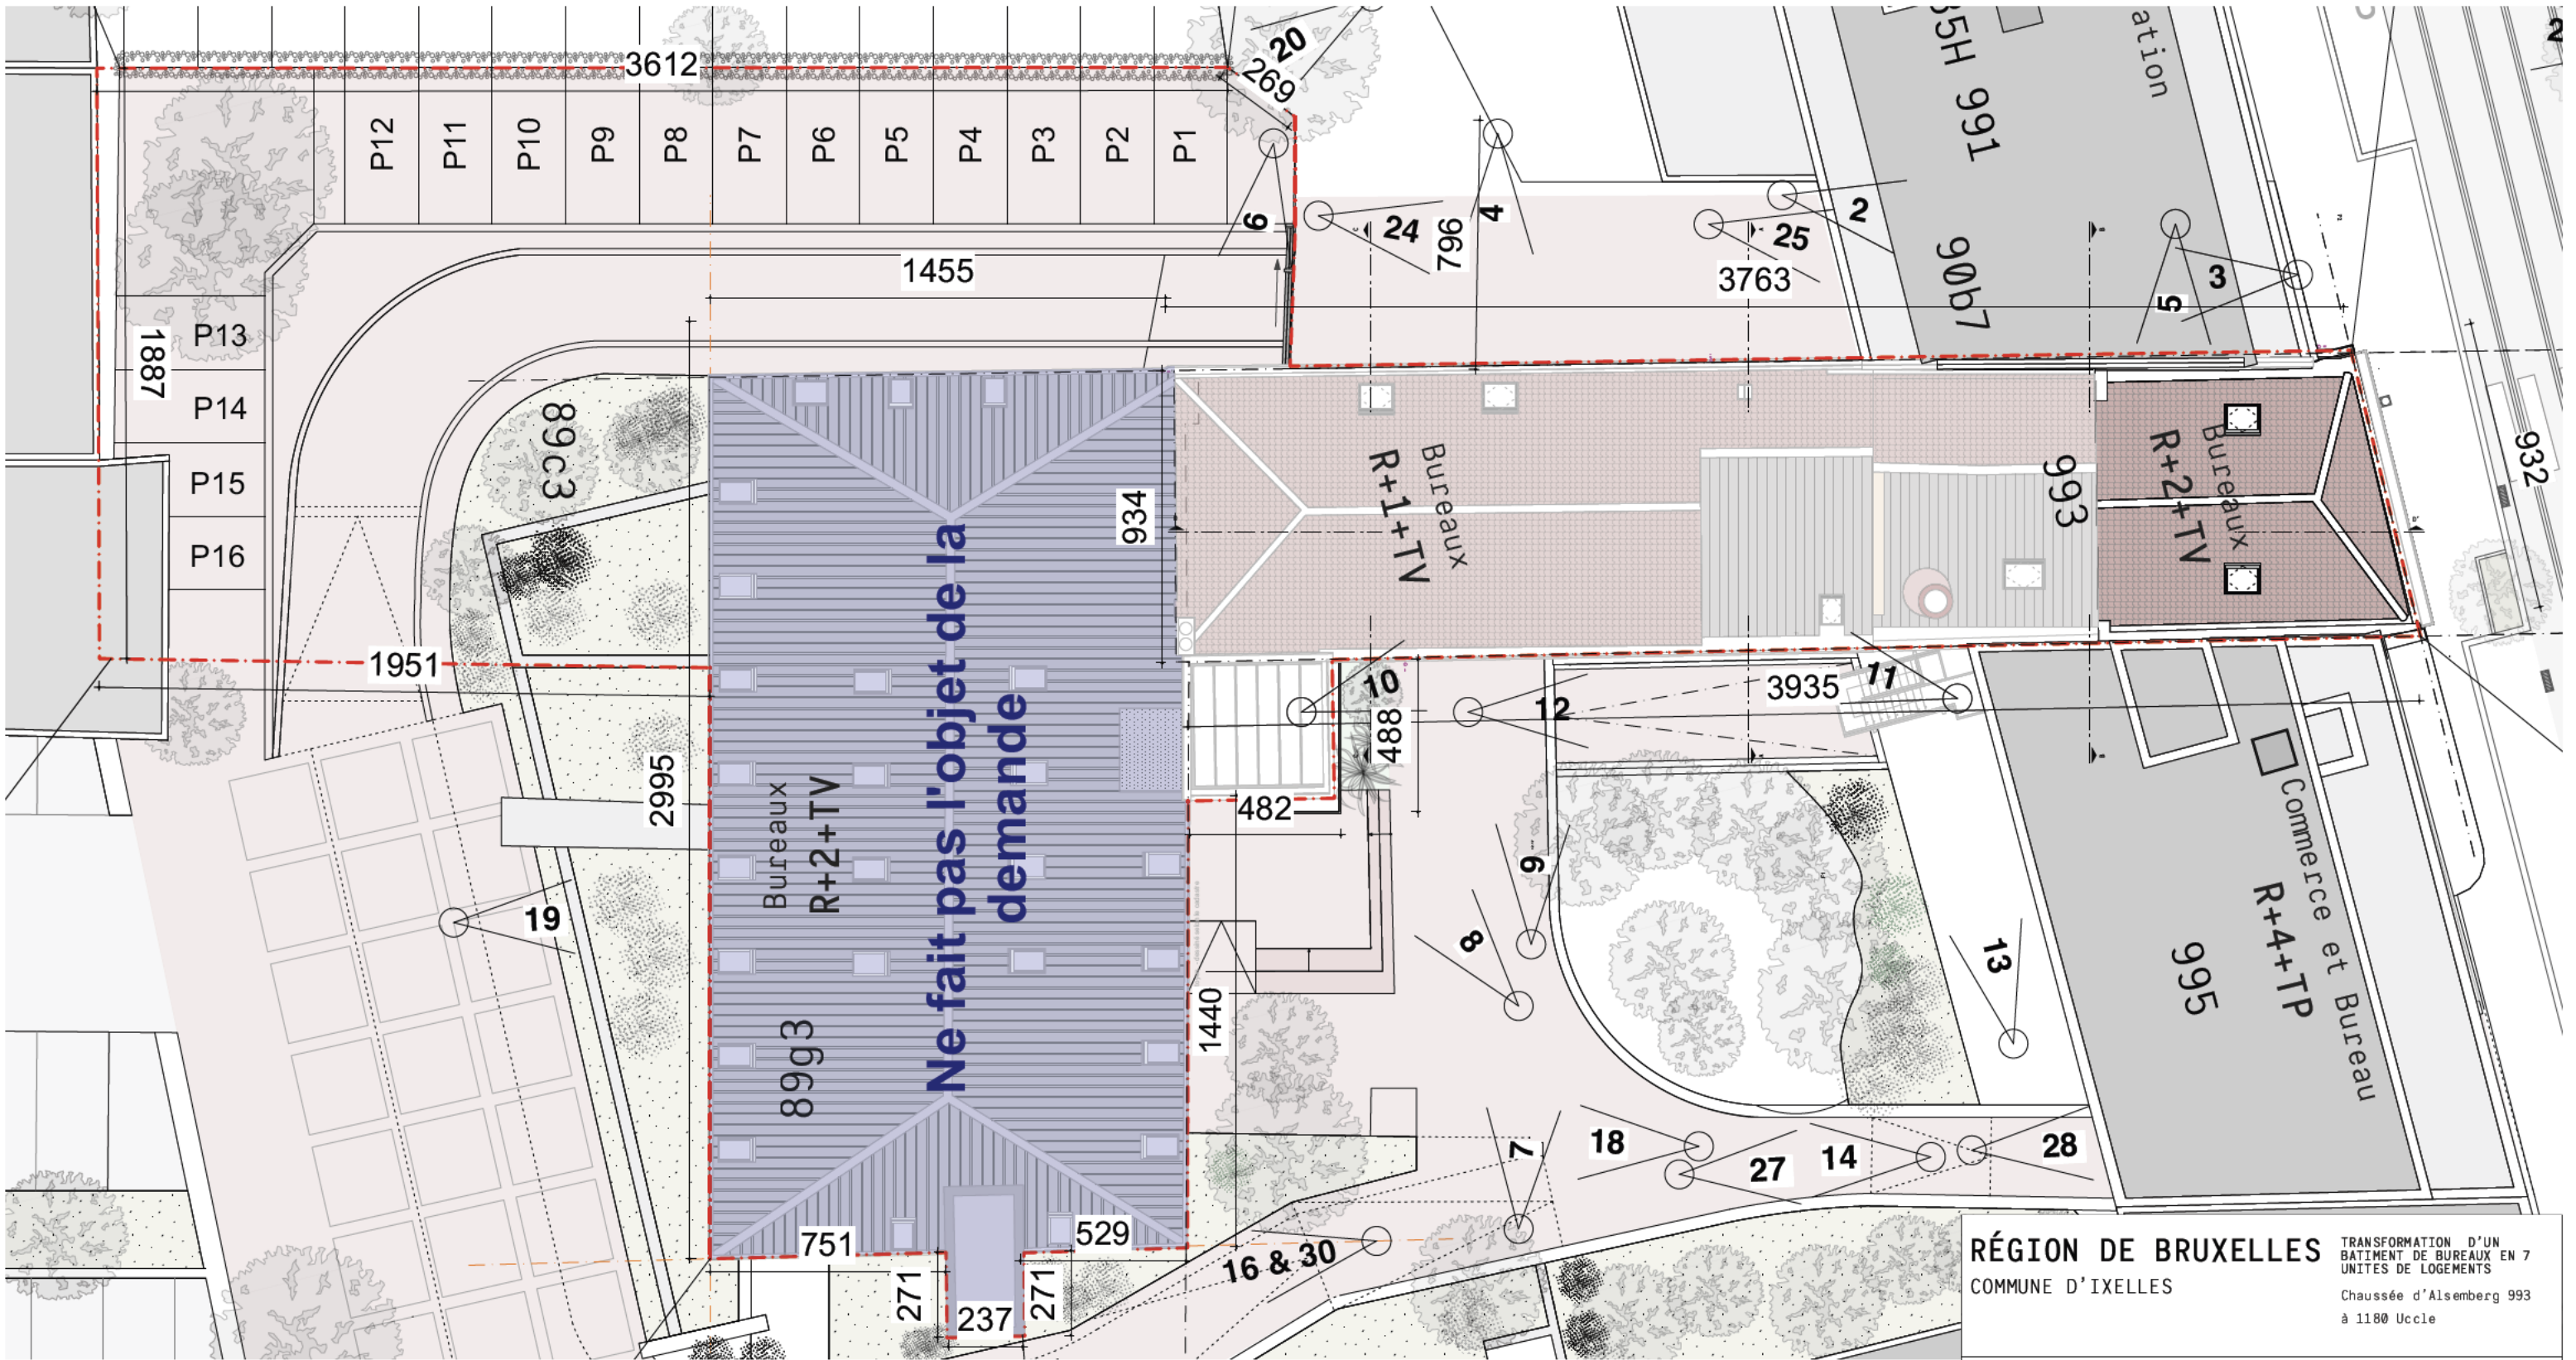 3612
269
20
35H
991
ation
2
P12
P11
P10
P9
P8
P7
P6
P5
P4
P3
P2
P1
6
24
796
4
25
2
3763
90b7
5
3
1455
P13
1887
P14
P15
P16
89c3
934
Bureaux
R+1+TV
993
Bureaux
R+2+TV
932
1951
2995
10
488
482
12
3935
11
Bureaux
R+2+TV
89g3
Ne fait pas l'objet de la
demande
9
8
13
19
1440
Commerce et Bureau
R+4+TP
995
7
18
27
14
28
16 & 30
751
529
271
237
271
RÉGION DE BRUXELLES
COMMUNE D'IXELLES
TRANSFORMATION D'UN
BATIMENT DE BUREAUX EN 7
UNITES DE LOGEMENTS
Chaussée d'Alsemberg 993
à 1180 Uccle